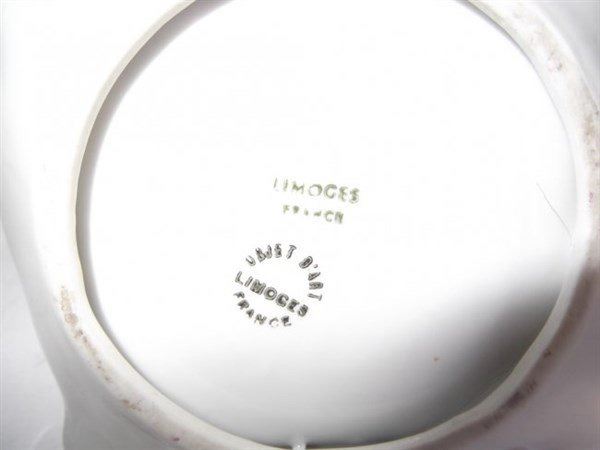 LIMOGES
FRANCE
OBJET D'ART
LIMOGES
FRANCE